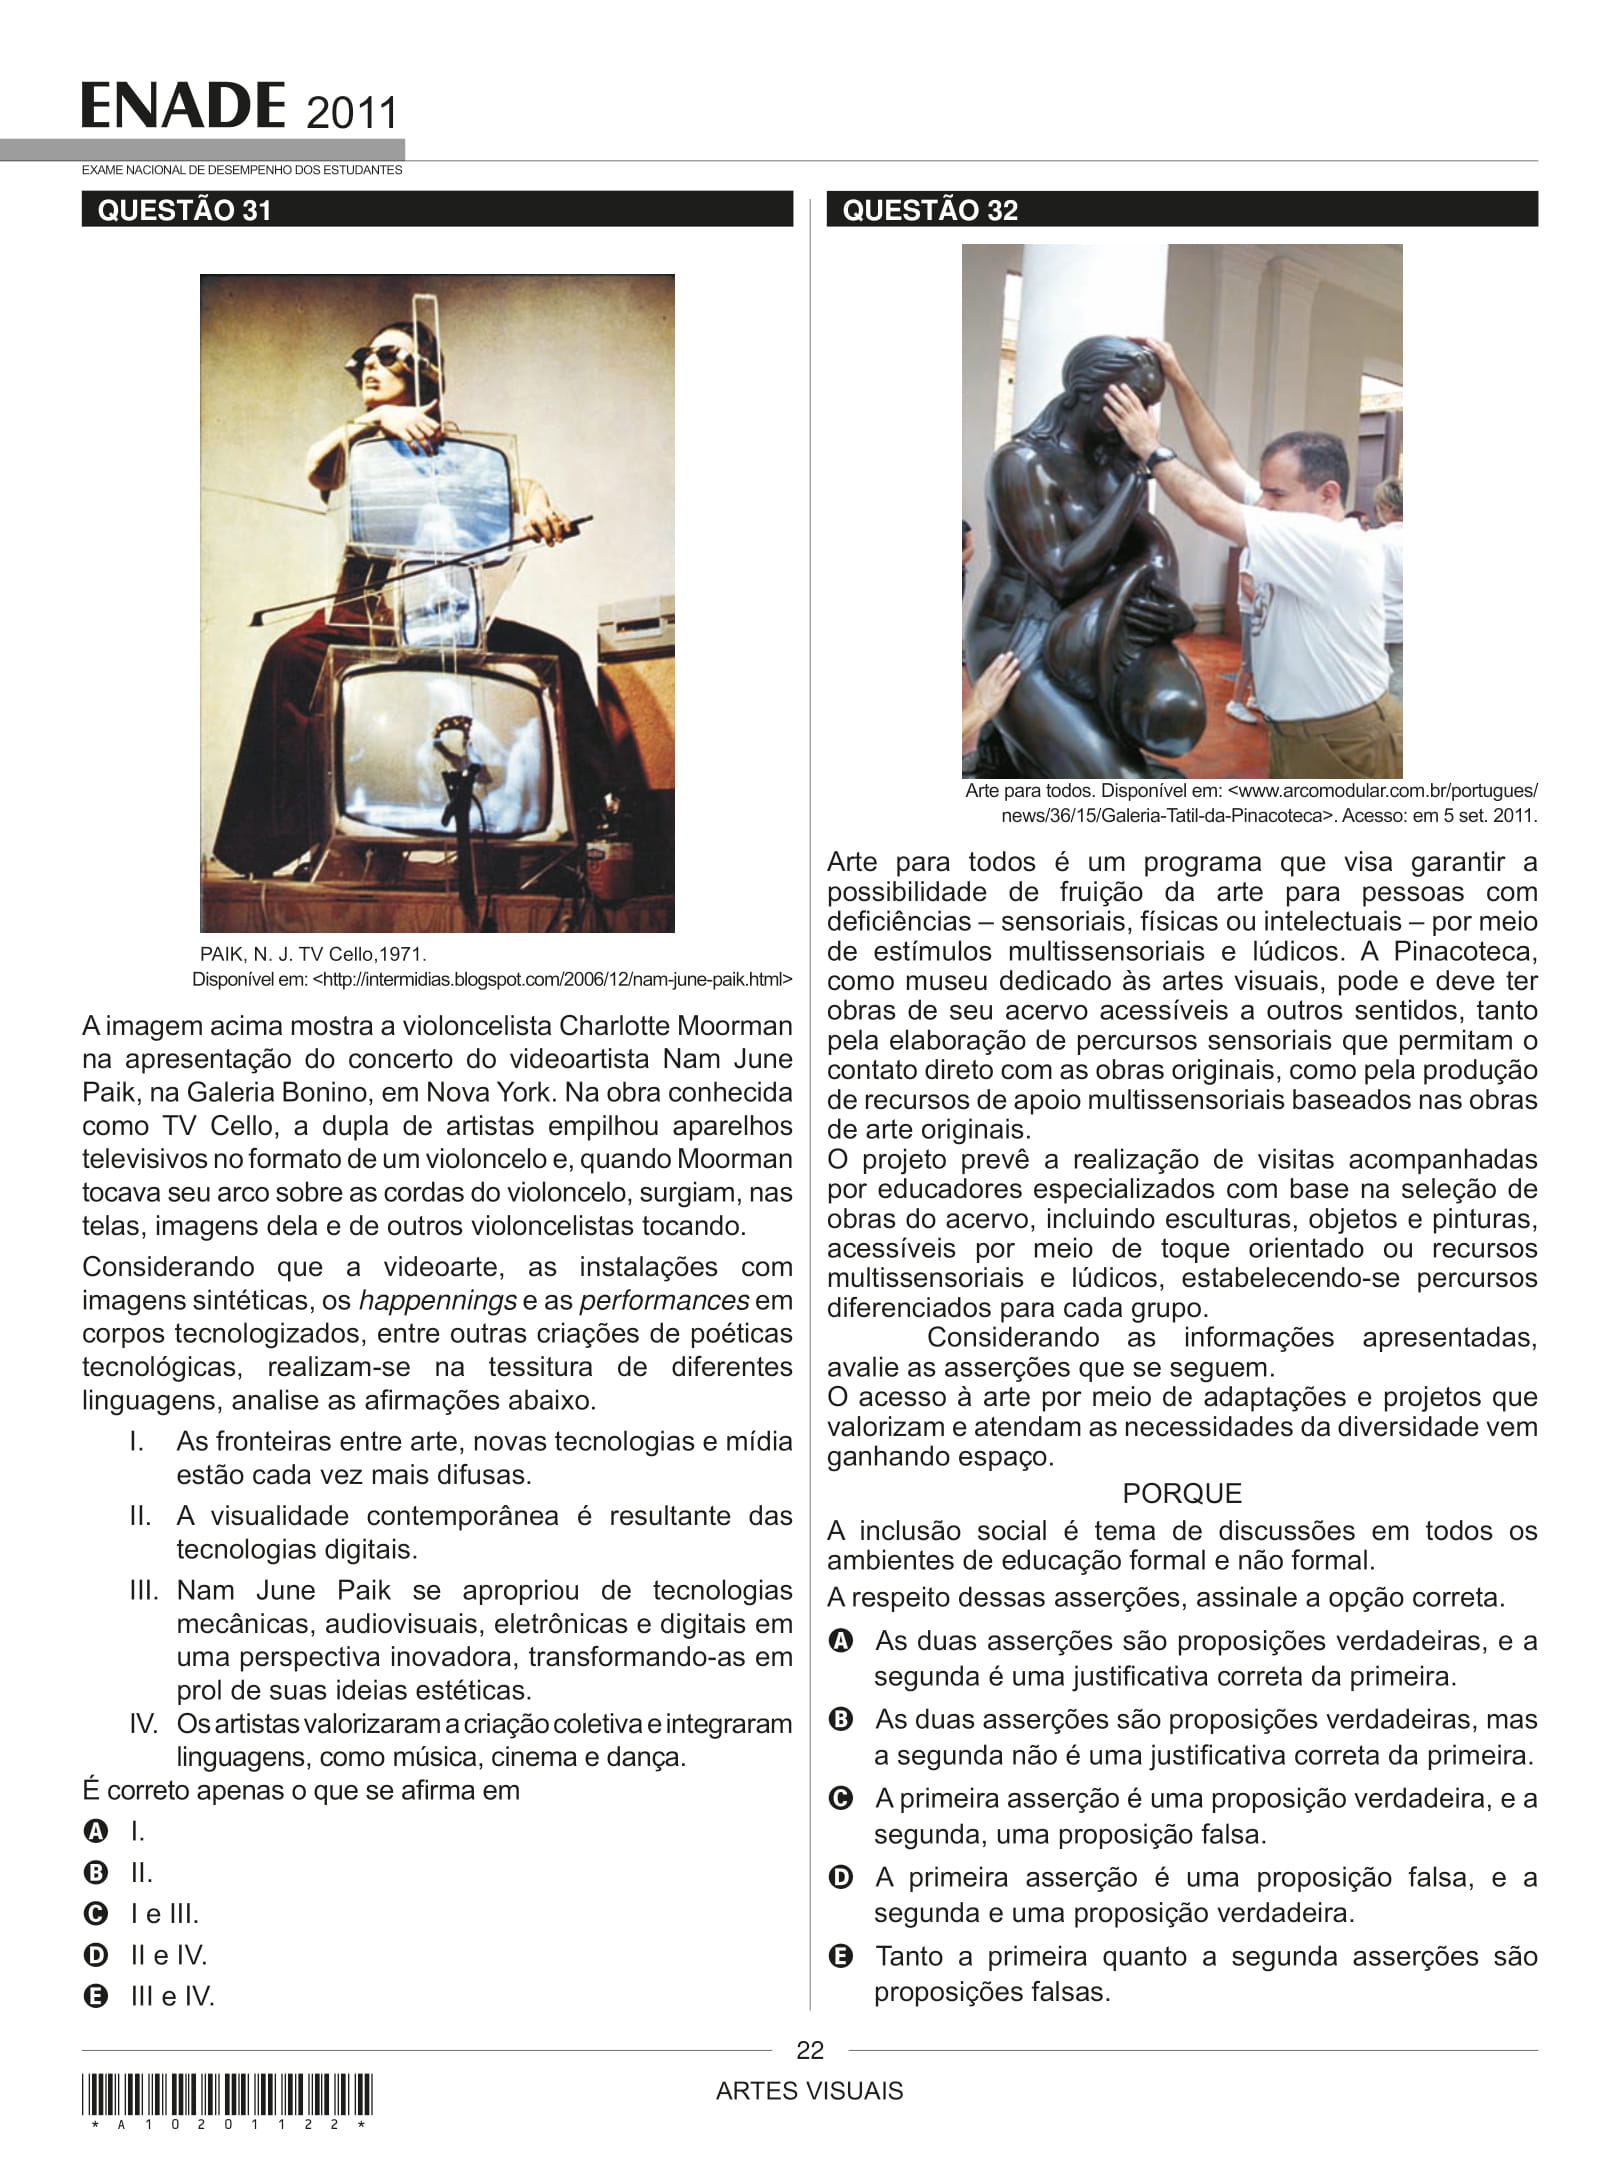 ENADE 2011
EXAME NACIONAL DE DESEMPENHO DOS ESTUDANTES
QUESTÃO 31
PAIK, N. J. TV Cello,1971.
Disponível em: <http://intermidias.blogspot.com/2006/12/nam-june-paik.html>
A imagem acima mostra a violoncelista Charlotte Moorman
na apresentação do concerto do videoartista Nam June
Paik, na Galeria Bonino, em Nova York. Na obra conhecida
como TV Cello, a dupla de artistas empilhou aparelhos
televisivos no formato de um violoncelo e, quando Moorman
tocava seu arco sobre as cordas do violoncelo, surgiam, nas
telas, imagens dela e de outros violoncelistas tocando.
Considerando que a videoarte, as instalações com
imagens sintéticas, os happennings e as performances em
corpos tecnologizados, entre outras criações de poéticas
tecnológicas, realizam-se na tessitura de diferentes
linguagens, analise as afirmações abaixo.
I. As fronteiras entre arte, novas tecnologias e mídia
estão cada vez mais difusas.
II. A visualidade contemporânea é resultante das
tecnologias digitais.
III. Nam June Paik se apropriou de tecnologias
mecânicas, audiovisuais, eletrônicas e digitais em
uma perspectiva inovadora, transformando-as em
prol de suas ideias estéticas.
IV. Os artistas valorizaram a criação coletiva e integraram
linguagens, como música, cinema e dança.
É correto apenas o que se afirma em
A I.
B II.
C I e III.
D II e IV.
E III e IV.
QUESTÃO 32
Arte para todos. Disponível em: <www.arcomodular.com.br/portugues/
news/36/15/Galeria-Tatil-da-Pinacoteca>. Acesso: em 5 set. 2011.
Arte para todos é um programa que visa garantir a
possibilidade de fruição da arte para pessoas com
deficiências – sensoriais, físicas ou intelectuais – por meio
de estímulos multissensoriais e lúdicos. A Pinacoteca,
como museu dedicado às artes visuais, pode e deve ter
obras de seu acervo acessíveis a outros sentidos, tanto
pela elaboração de percursos sensoriais que permitam o
contato direto com as obras originais, como pela produção
de recursos de apoio multissensoriais baseados nas obras
de arte originais.
O projeto prevê a realização de visitas acompanhadas
por educadores especializados com base na seleção de
obras do acervo, incluindo esculturas, objetos e pinturas,
acessíveis por meio de toque orientado ou recursos
multissensoriais e lúdicos, estabelecendo-se percursos
diferenciados para cada grupo.
Considerando as informações apresentadas,
avalie as asserções que se seguem.
O acesso à arte por meio de adaptações e projetos que
valorizam e atendam as necessidades da diversidade vem
ganhando espaço.
PORQUE
A inclusão social é tema de discussões em todos os
ambientes de educação formal e não formal.
A respeito dessas asserções, assinale a opção correta.
A As duas asserções são proposições verdadeiras, e a
segunda é uma justificativa correta da primeira.
B As duas asserções são proposições verdadeiras, mas
a segunda não é uma justificativa correta da primeira.
C A primeira asserção é uma proposição verdadeira, e a
segunda, uma proposição falsa.
D A primeira asserção é uma proposição falsa, e a
segunda e uma proposição verdadeira.
E Tanto a primeira quanto a segunda asserções são
proposições falsas.
22
ARTES VISUAIS
* A 1 0 2 0 1 1 2 2 *